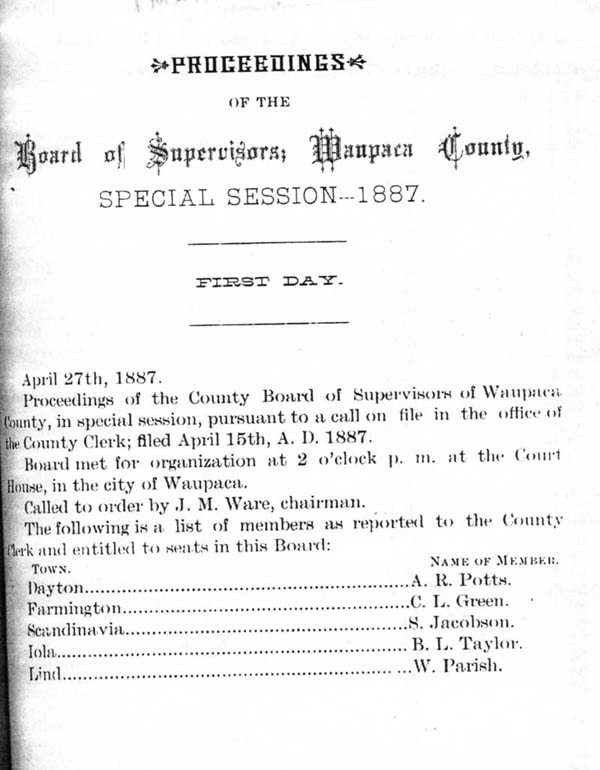 PROCEEDINGS
OF THE
Board of Supervisors; Waupaca County,
SPECIAL SESSION---1887.
FIRST DAY.
April 27th, 1887.
Proceedings of the County Board of Supervisors of Waupaca
County, in special session, pursuant to a call on file in the office of
the County Clerk; filed April 15th, A. D. 1887.
Board met for organization at 2 o'clock p. m. at the Court
House, in the city of Waupaca.
Called to order by J. M. Ware, chairman.
The following is a list of members as reported to the County
Clerk and entitled to seats in this Board:
TOWN. NAME OF MEMBER.
Dayton......................................................A. R. Potts.
Farmington................................................C. L. Green.
Scandinavia................................................S. Jacobson.
Iola............................................................ B. L. Taylor.
Lind........................................................ ...W. Parish.